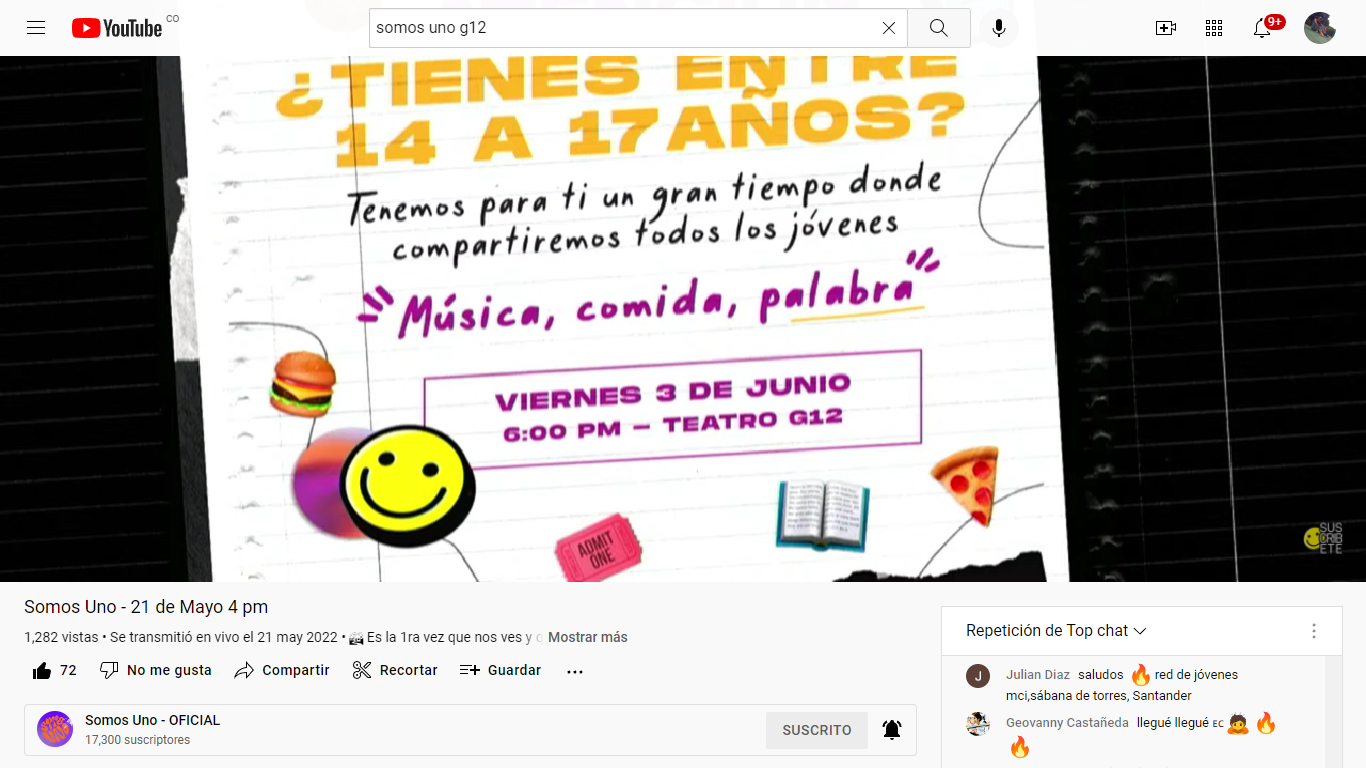 YouTube CO
somos uno g12
9+
¿TIENES ENTRE
14 A 17 AÑOS?
Tenemos para ti un gran tiempo donde
compartiremos todos los jóvenes
"Música, comida, palabra"
VIERNES 3 DE JUNIO
6:00 PM – TEATRO G12
ADMIT
ONE
SUS
CRIB
ETE
Somos Uno - 21 de Mayo 4 pm
1,282 vistas • Se transmitió en vivo el 21 may 2022 • Es la 1ra vez que nos ves y Mostrar más
72 No me gusta Compartir Recortar Guardar ...
Somos Uno - OFICIAL
17,300 suscriptores
SUSCRITO
Repetición de Top chat
J Julian Diaz saludos 🔥 red de jóvenes
mci,sábana de torres, Santander
Geovanny Castañeda llegué llegué 🙇 🔥
🔥